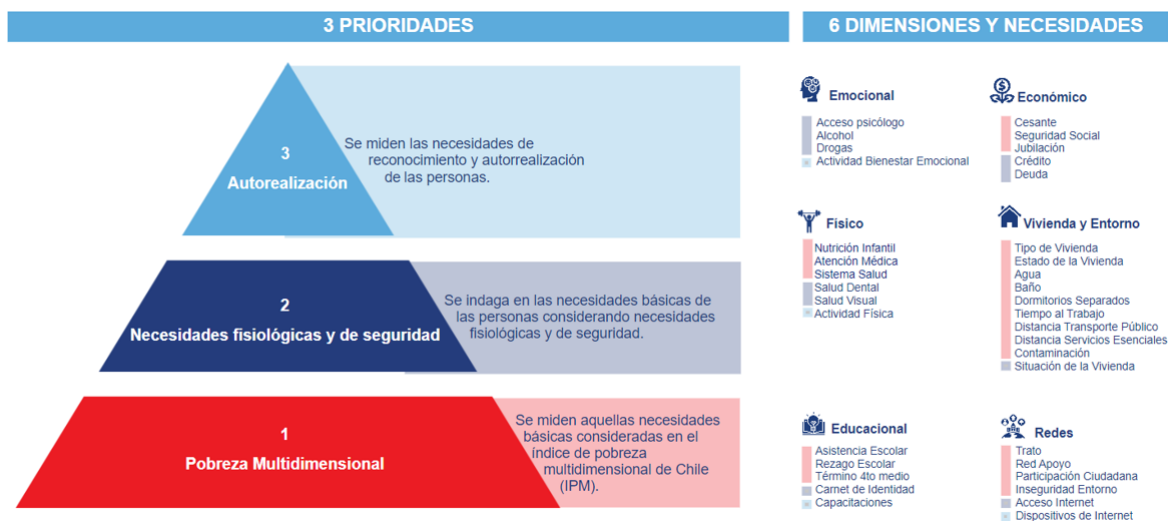 3 PRIORIDADES
3
Autorealización
Se miden las necesidades de
reconocimiento y autorrealización
de las personas.
2
Necesidades fisiológicas y de seguridad
Se indaga en las necesidades básicas de
las personas considerando necesidades
fisiológicas y de seguridad.
1
Pobreza Multidimensional
Se miden aquellas necesidades
básicas consideradas en el
índice de pobreza
multidimensional de Chile
(IPM).
6 DIMENSIONES Y NECESIDADES
Emocional
Acceso psicólogo
Alcohol
Drogas
Actividad Bienestar Emocional
Económico
Cesante
Seguridad Social
Jubilación
Crédito
Deuda
Físico
Nutrición Infantil
Atención Médica
Sistema Salud
Salud Dental
Salud Visual
Actividad Física
Vivienda y Entorno
Tipo de Vivienda
Estado de la Vivienda
Agua
Baño
Dormitorios Separados
Tiempo al Trabajo
Distancia Transporte Público
Distancia Servicios Esenciales
Contaminación
Situación de la Vivienda
Educacional
Asistencia Escolar
Rezago Escolar
Término 4to medio
Carnet de Identidad
Capacitaciones
Redes
Trato
Red Apoyo
Participación Ciudadana
Inseguridad Entorno
Acceso Internet
Dispositivos de Internet